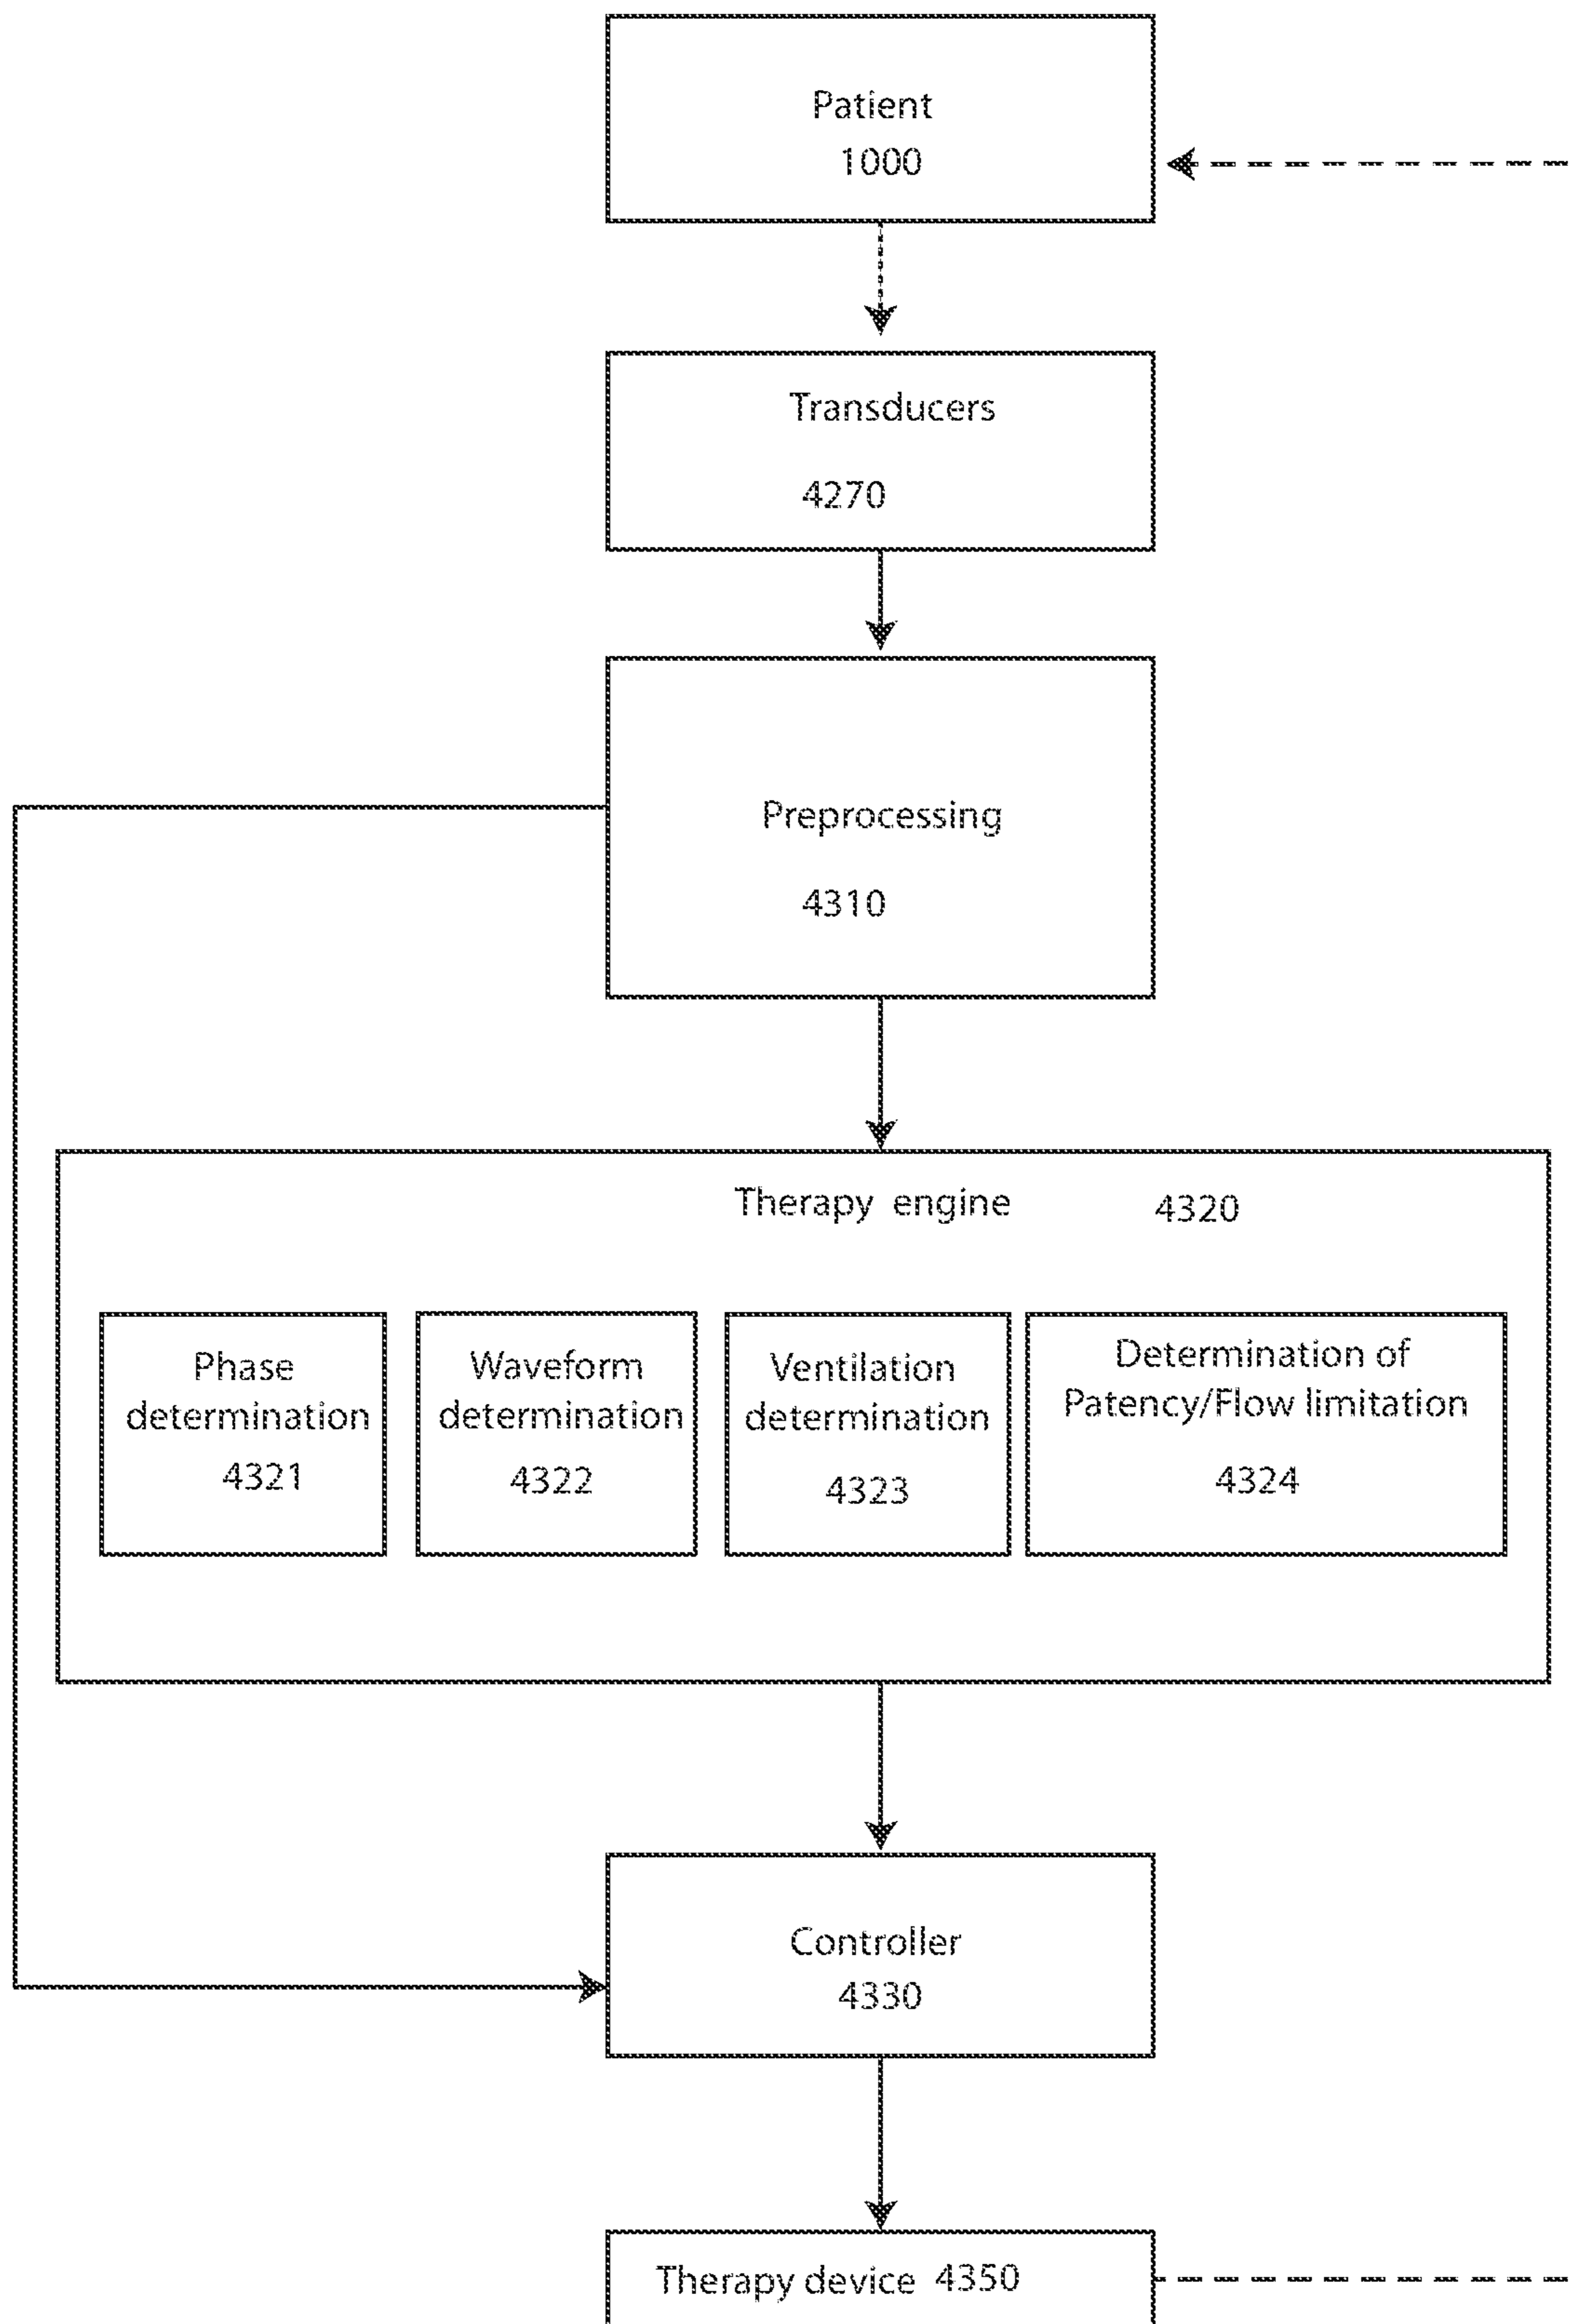 Patient
1000
Transducers
4270
Preprocessing
4310
Therapy engine 4320
Phase
determination
4321
Waveform
determination
4322
Ventilation
determination
4323
Determination of
Patency/Flow limitation
4324
Controller
4330
Therapy device 4350